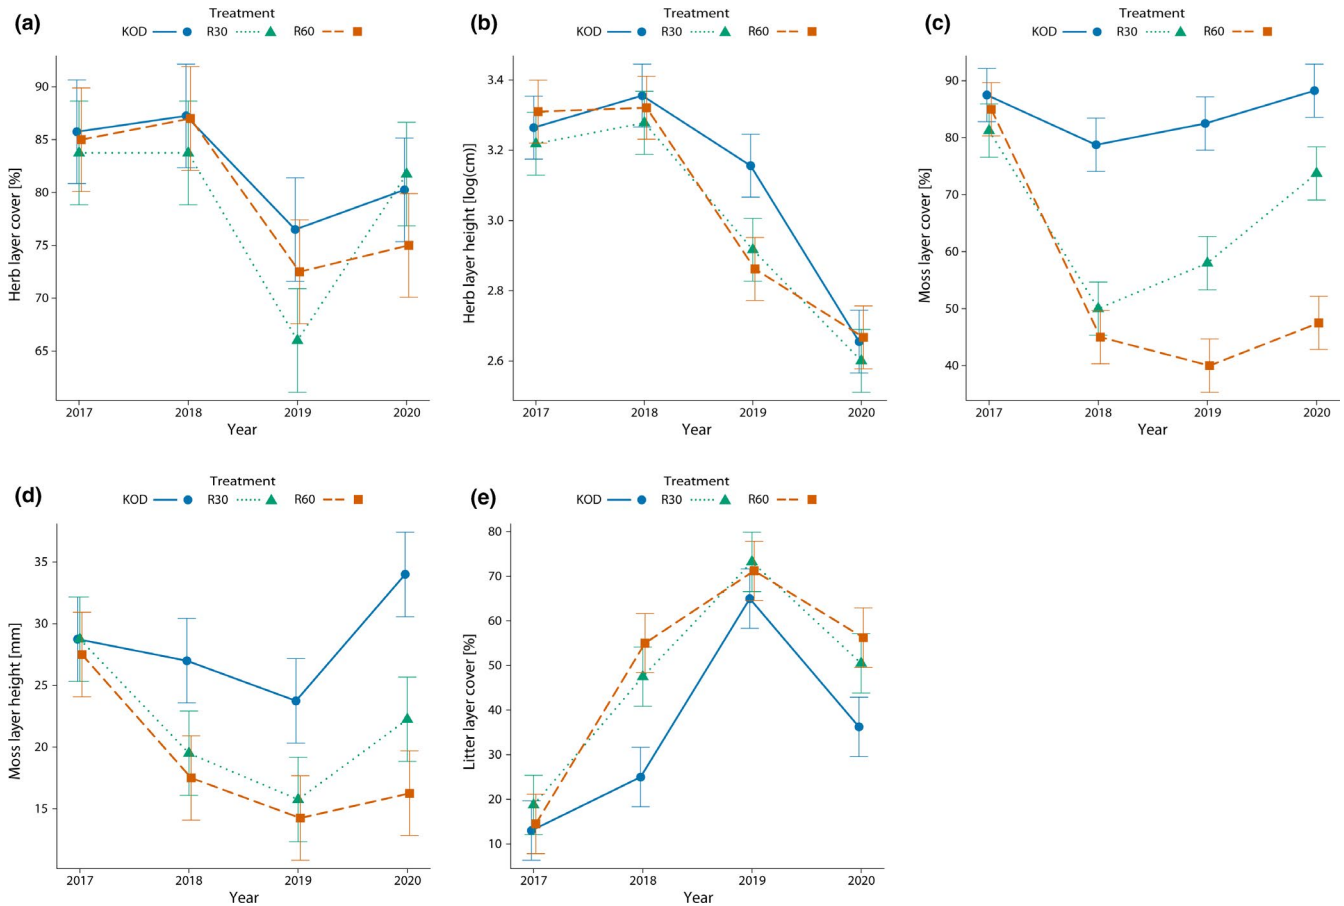 (a)
Treatment
KOD R30 R60
Herb layer cover [%]
90
85
80
75
70
65
2017 2018 2019 2020
Year
(b)
Treatment
KOD R30 R60
Herb layer height [log(cm)]
3.4
3.2
3.0
2.8
2.6
2017 2018 2019 2020
Year
(c)
Treatment
KOD R30 R60
Moss layer cover [%]
90
80
70
60
50
40
2017 2018 2019 2020
Year
(d)
Treatment
KOD R30 R60
Moss layer height [mm]
35
30
25
20
15
2017 2018 2019 2020
Year
(e)
Treatment
KOD R30 R60
Litter layer cover [%]
80
70
60
50
40
30
20
10
2017 2018 2019 2020
Year